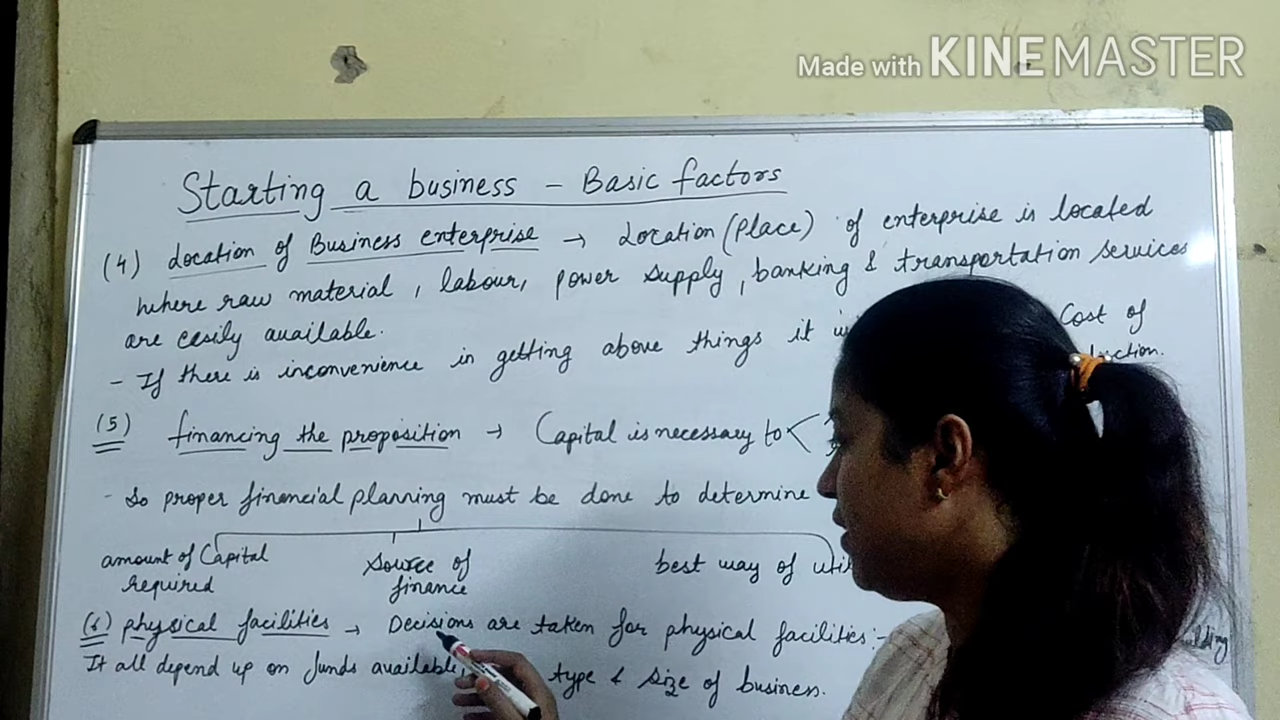 Made with KINEMASTER
Starting a business - Basic factors
(4) Location of Business enterprise → Location (Place) of enterprise is located
where raw material, labour, power supply, banking & transportation services
are easily available.
- If there is inconvenience in getting above things it Cost of
(5) financing the proposition → Capital is necessary to <
- So proper financial planning must be done to determine
amount of Capital required
Source of finance
best way of
(6) physical facilities → Decisions are taken for physical facilities:-
It all depend up on funds available, type & size of business.